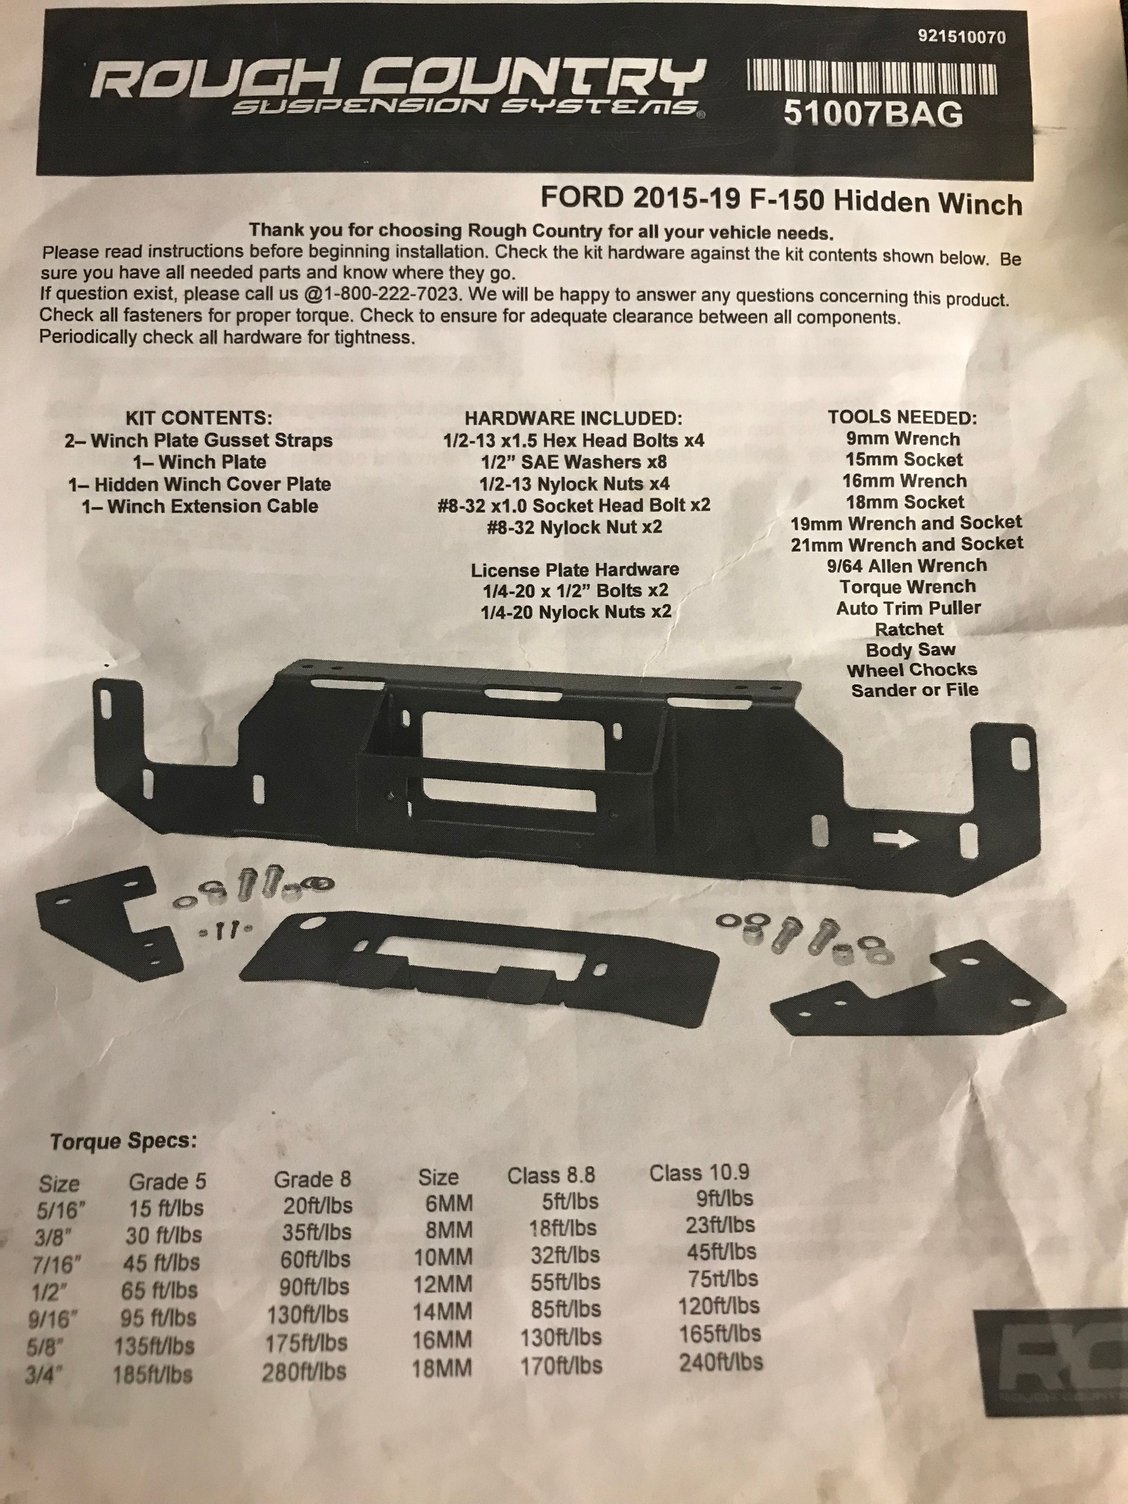 921510070
ROUGH COUNTRY
SUSPENSION SYSTEMS®
51007BAG
FORD 2015-19 F-150 Hidden Winch
Thank you for choosing Rough Country for all your vehicle needs.
Please read instructions before beginning installation. Check the kit hardware against the kit contents shown below. Be
sure you have all needed parts and know where they go.
If question exist, please call us @1-800-222-7023. We will be happy to answer any questions concerning this product.
Check all fasteners for proper torque. Check to ensure for adequate clearance between all components.
Periodically check all hardware for tightness.
KIT CONTENTS:
2– Winch Plate Gusset Straps
1– Winch Plate
1– Hidden Winch Cover Plate
1– Winch Extension Cable
HARDWARE INCLUDED:
1/2-13 x1.5 Hex Head Bolts x4
1/2” SAE Washers x8
1/2-13 Nylock Nuts x4
#8-32 x1.0 Socket Head Bolt x2
#8-32 Nylock Nut x2
License Plate Hardware
1/4-20 x 1/2” Bolts x2
1/4-20 Nylock Nuts x2
TOOLS NEEDED:
9mm Wrench
15mm Socket
16mm Wrench
18mm Socket
19mm Wrench and Socket
21mm Wrench and Socket
9/64 Allen Wrench
Torque Wrench
Auto Trim Puller
Ratchet
Body Saw
Wheel Chocks
Sander or File
Torque Specs:
Size Grade 5 Grade 8 Size Class 8.8 Class 10.9
5/16” 15 ft/lbs 20ft/lbs 6MM 5ft/lbs 9ft/lbs
3/8” 30 ft/lbs 35ft/lbs 8MM 18ft/lbs 23ft/lbs
7/16” 45 ft/lbs 60ft/lbs 10MM 32ft/lbs 45ft/lbs
1/2” 65 ft/lbs 90ft/lbs 12MM 55ft/lbs 75ft/lbs
9/16” 95 ft/lbs 130ft/lbs 14MM 85ft/lbs 120ft/lbs
5/8” 135ft/lbs 175ft/lbs 16MM 130ft/lbs 165ft/lbs
3/4” 185ft/lbs 280ft/lbs 18MM 170ft/lbs 240ft/lbs
RC